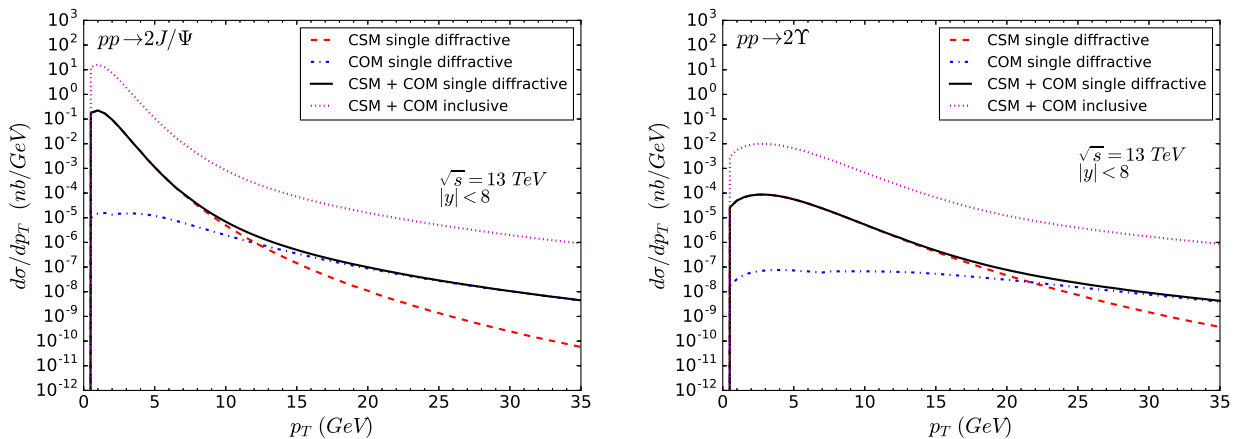 pp→2J/Ψ
CSM single diffractive
COM single diffractive
CSM + COM single diffractive
CSM + COM inclusive
√s = 13 TeV
|y| < 8
dσ/dp_T (nb/GeV)
10^3
10^2
10^1
10^0
10^-1
10^-2
10^-3
10^-4
10^-5
10^-6
10^-7
10^-8
10^-9
10^-10
10^-11
10^-12
0 5 10 15 20 25 30 35
p_T (GeV)
pp→2Υ
CSM single diffractive
COM single diffractive
CSM + COM single diffractive
CSM + COM inclusive
√s = 13 TeV
|y| < 8
dσ/dp_T (nb/GeV)
10^3
10^2
10^1
10^0
10^-1
10^-2
10^-3
10^-4
10^-5
10^-6
10^-7
10^-8
10^-9
10^-10
10^-11
10^-12
0 5 10 15 20 25 30 35
p_T (GeV)